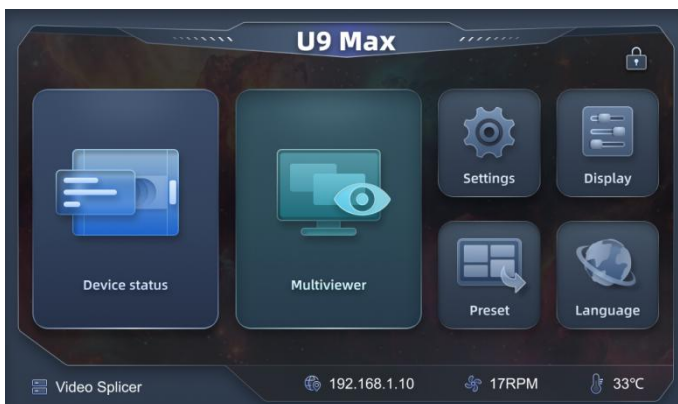 U9 Max
Device status
Multiviewer
Settings
Display
Preset
Language
Video Splicer
192.168.1.10
17RPM
33℃